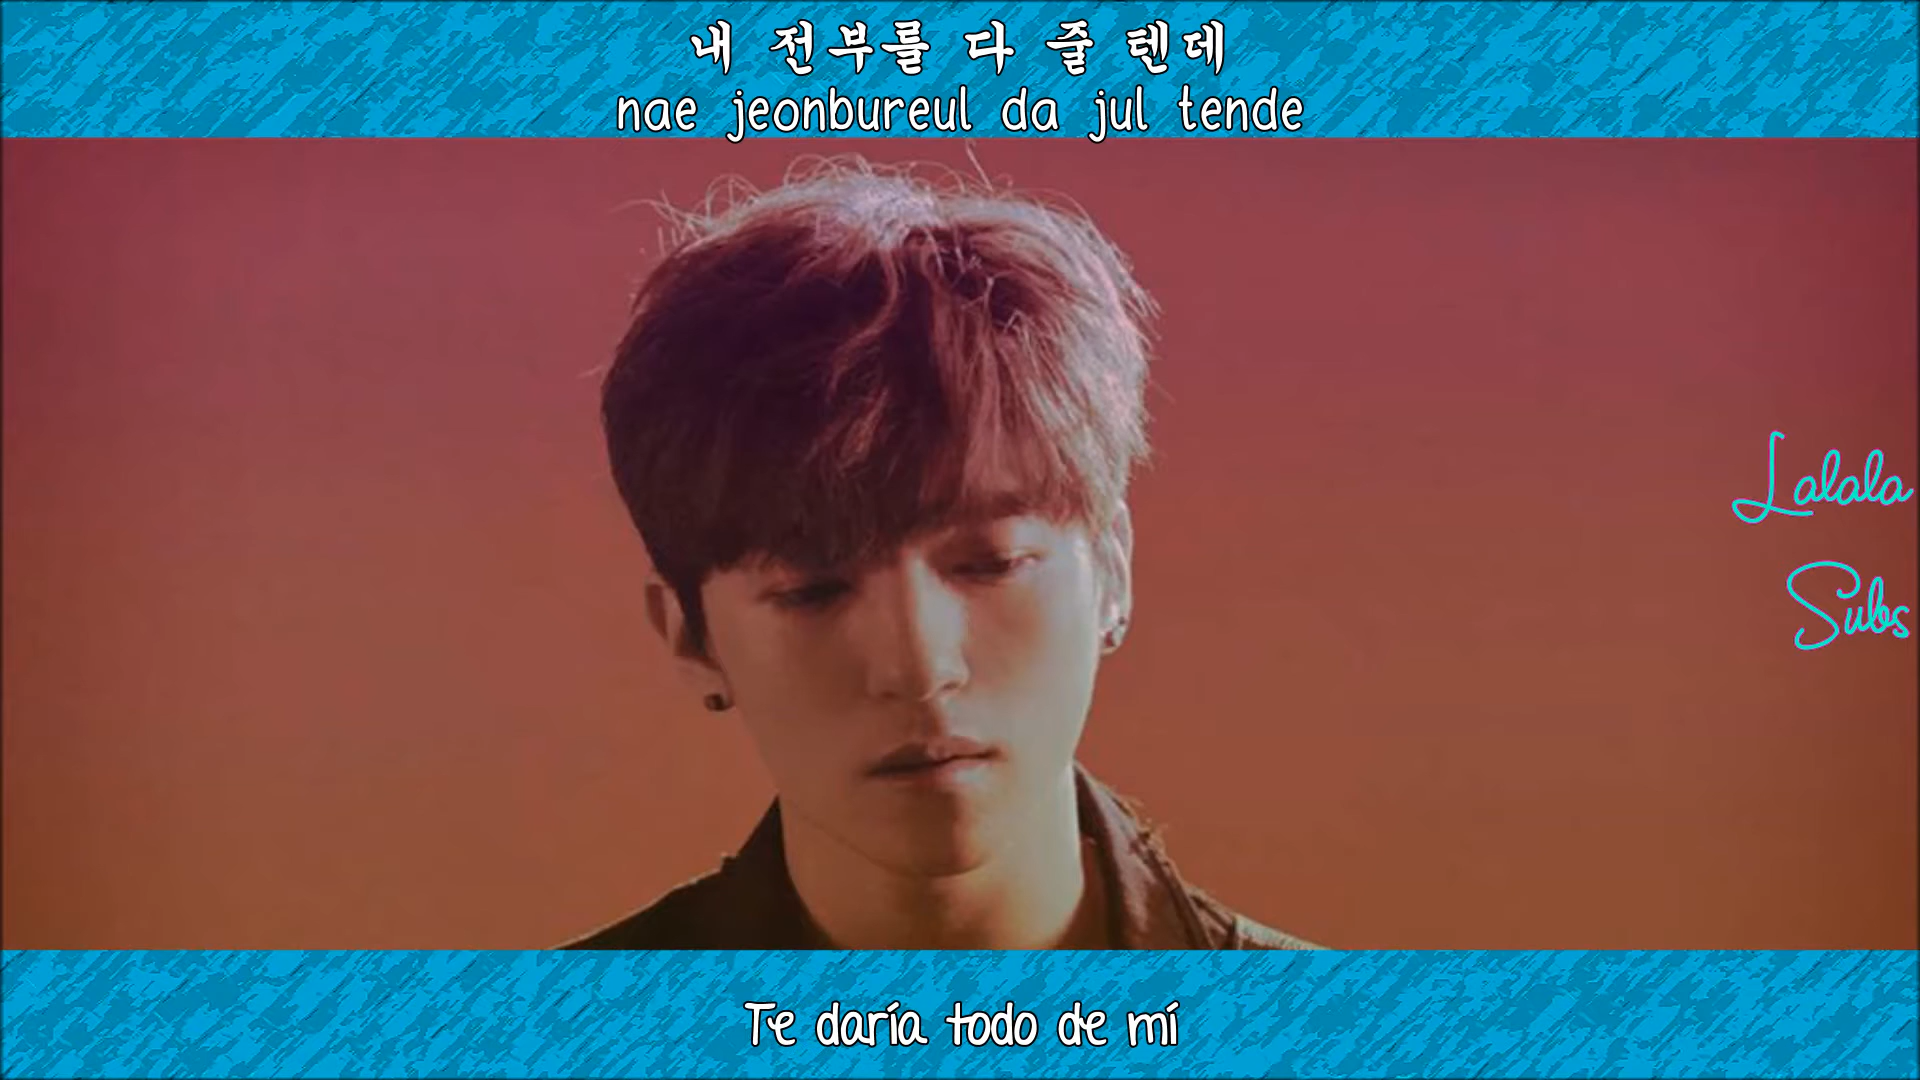 내 전부를 다 줄 텐데
nae jeonbureul da jul tende
Lalala
Subs
Te daría todo de mí